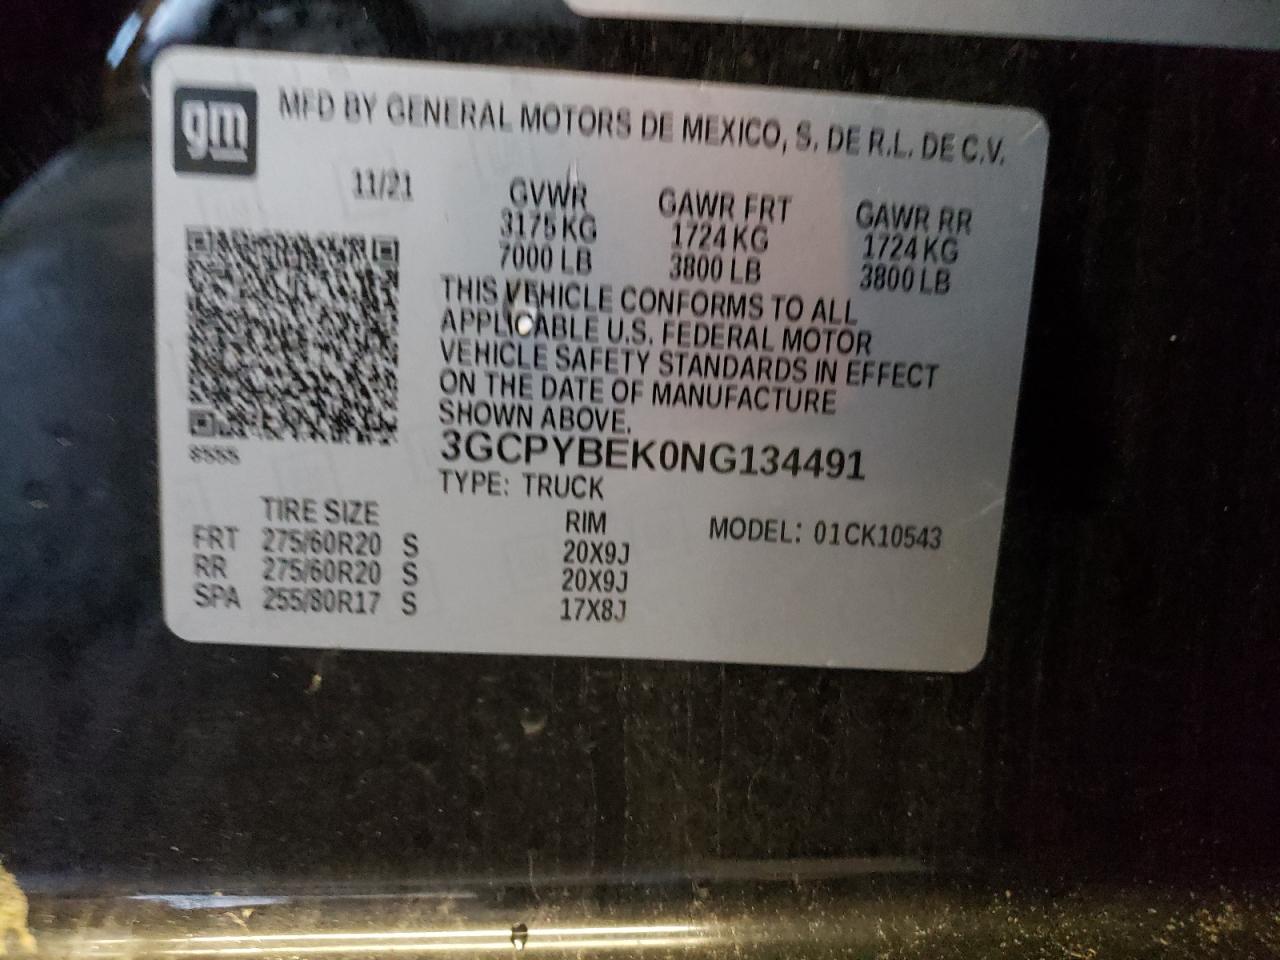 gm
MFD BY GENERAL MOTORS DE MEXICO, S. DE R.L. DE C.V.
11/21 GVWR GAWR FRT GAWR RR
3175 KG 1724 KG 1724 KG
7000 LB 3800 LB 3800 LB
THIS VEHICLE CONFORMS TO ALL
APPLICABLE U.S. FEDERAL MOTOR
VEHICLE SAFETY STANDARDS IN EFFECT
ON THE DATE OF MANUFACTURE
SHOWN ABOVE.
8555
3GCPYBEK0NG134491
TYPE: TRUCK
TIRE SIZE RIM MODEL: 01CK10543
FRT 275/60R20 S 20X9J
RR 275/60R20 S 20X9J
SPA 255/80R17 S 17X8J